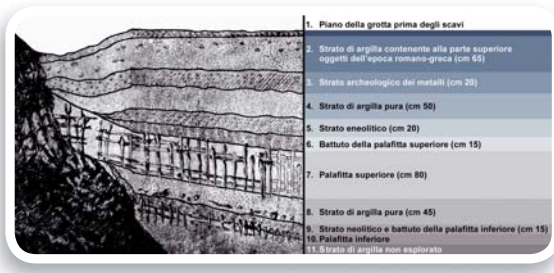 1. Piano della grotta prima degli scavi
2. Strato di argilla contenente alla parte superiore
oggetti dell'epoca romano-greca (cm 65)
3. Strato archeologico dei metalli (cm 20)
4. Strato di argilla pura (cm 50)
5. Strato eneolitico (cm 20)
6. Battuto della palafitta superiore (cm 15)
7. Palafitta superiore (cm 80)
8. Strato di argilla pura (cm 45)
9. Strato neolitico e battuto della palafitta inferiore (cm 15)
10. Palafitta inferiore
11. Strato di argilla non esplorato